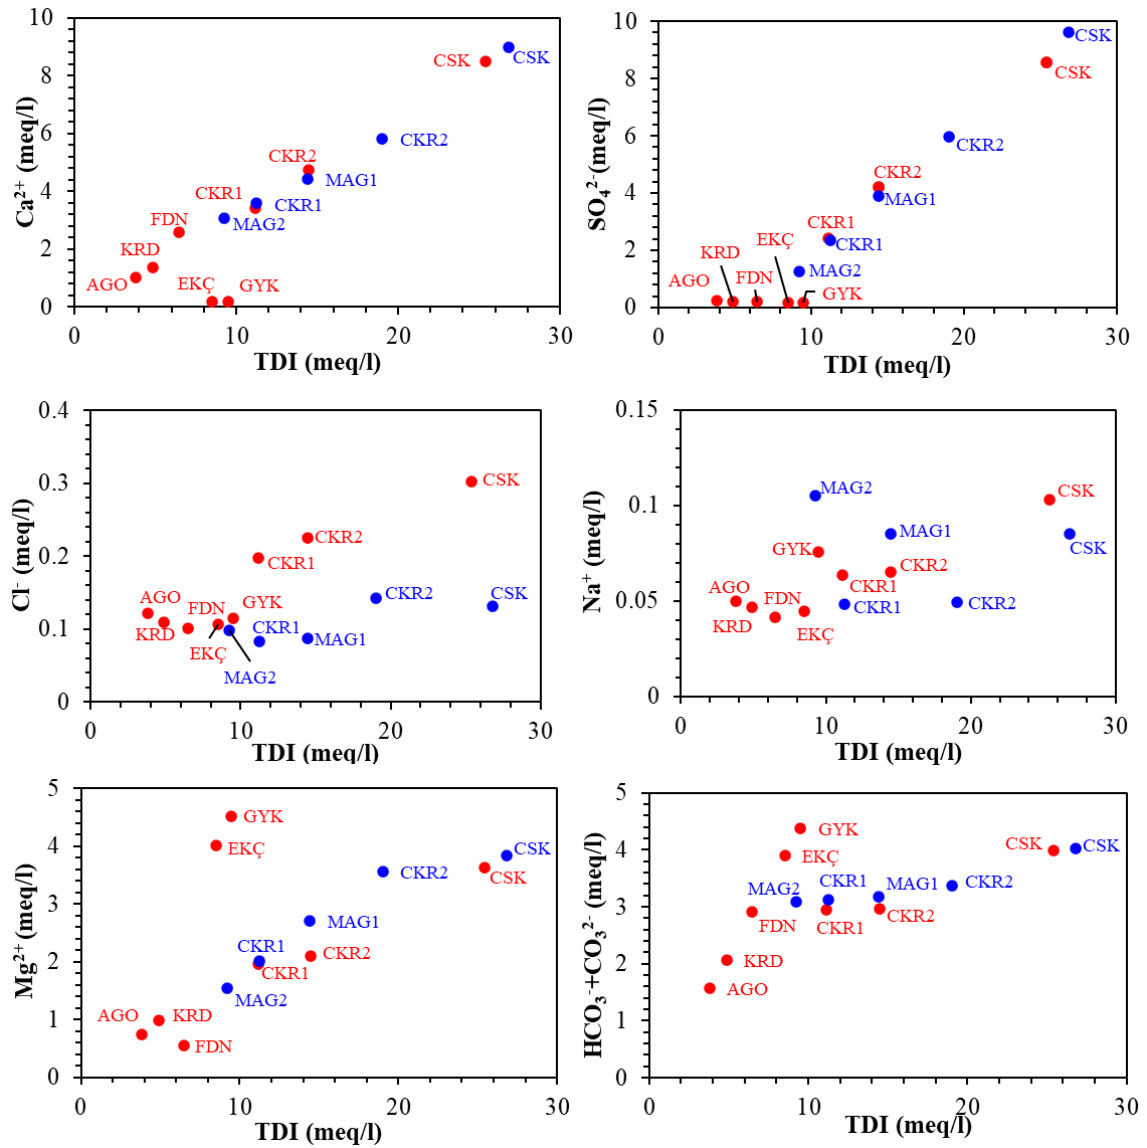 Ca²⁺ (meq/l)
10
8
6
4
2
0
CSK
CSK
CKR2
CKR2
MAG1
CKR1
CKR1
FDN
MAG2
KRD
AGO
EKÇ
GYK
0
10
20
30
TDI (meq/l)
SO₄²⁻(meq/l)
10
8
6
4
2
0
CSK
CSK
CKR2
CKR2
MAG1
CKR1
CKR1
EKÇ
KRD
MAG2
AGO
FDN
GYK
0
10
20
30
TDI (meq/l)
Cl⁻ (meq/l)
0.4
0.3
0.2
0.1
0
CSK
CKR2
CKR1
CKR2
CSK
AGO
FDN
GYK
KRD
CKR1
MAG1
EKÇ
MAG2
0
10
20
30
TDI (meq/l)
Na⁺ (meq/l)
0.15
0.1
0.05
0
MAG2
CSK
MAG1
GYK
CSK
CKR2
AGO
CKR1
FDN
CKR1
CKR2
KRD
EKÇ
0
10
20
30
TDI (meq/l)
Mg²⁺ (meq/l)
5
4
3
2
1
0
GYK
EKÇ
CSK
CKR2
CSK
MAG1
CKR1
CKR2
CKR1
MAG2
AGO
KRD
FDN
0
10
20
30
TDI (meq/l)
HCO₃⁻+CO₃²⁻ (meq/l)
5
4
3
2
1
0
GYK
EKÇ
CSK
CSK
MAG2
CKR1
MAG1
CKR2
FDN
CKR1
CKR2
KRD
AGO
0
10
20
30
TDI (meq/l)